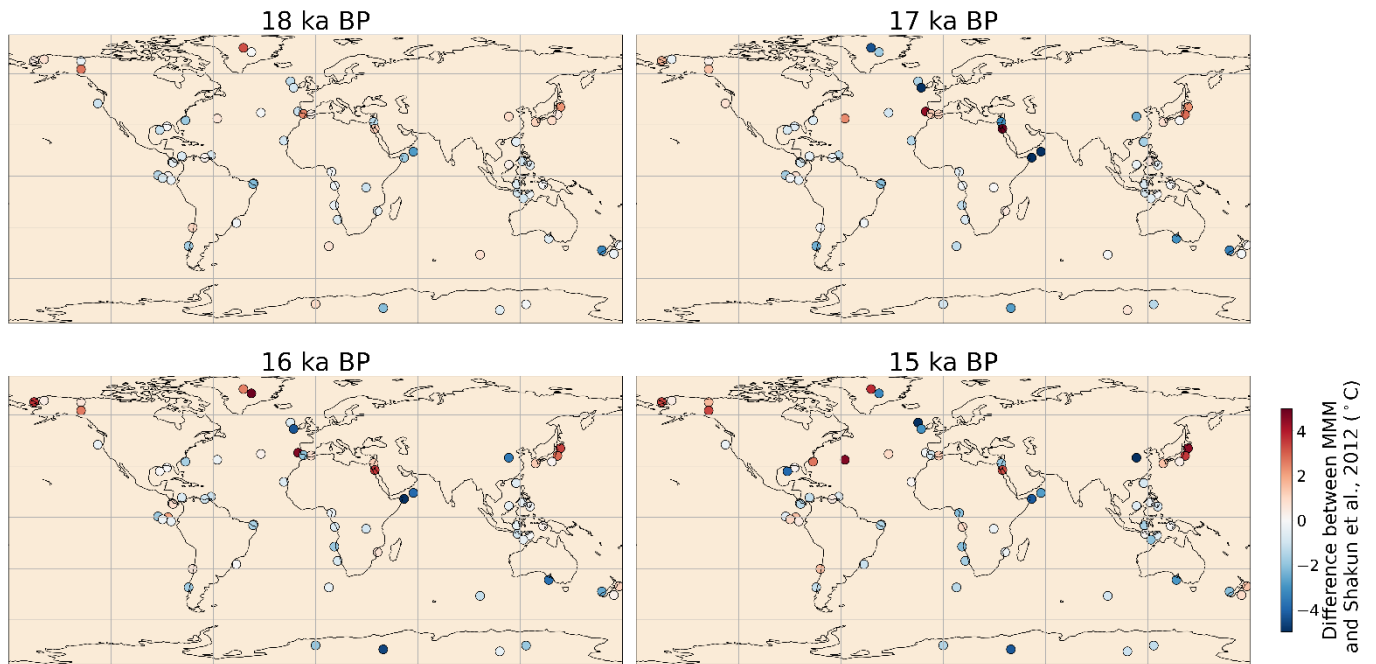 18 ka BP
17 ka BP
16 ka BP
15 ka BP
4
2
0
−2
−4
Difference between MMM
and Shakun et al., 2012 (°C)